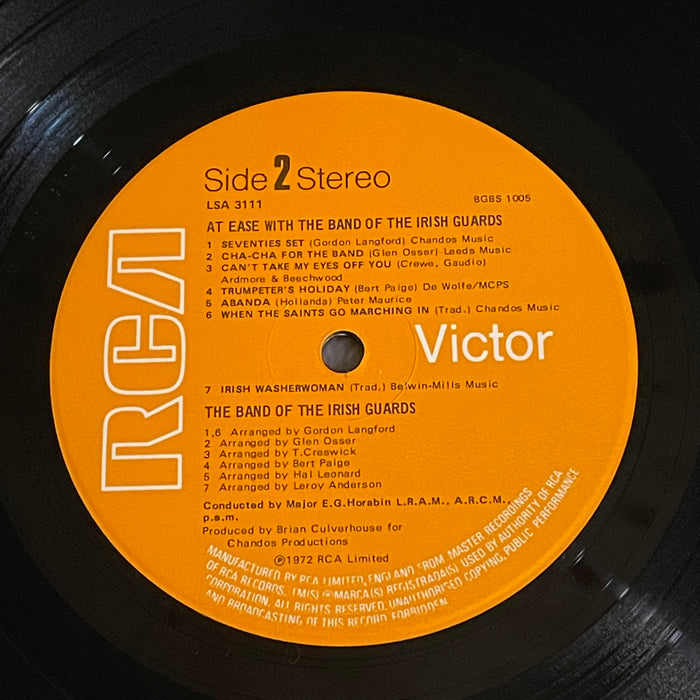 RCA
Side 2 Stereo
LSA 3111
BGBS 1005
AT EASE WITH THE BAND OF THE IRISH GUARDS
1 SEVENTIES SET (Gordon Langford) Chandos Music
2 CHA-CHA FOR THE BAND (Glen Osser) Leeds Music
3 CAN'T TAKE MY EYES OFF YOU (Crewe, Gaudio)
Ardmore & Beechwood
4 TRUMPETER'S HOLIDAY (Bert Paige) De Wolfe/MCPS
5 ABANDA (Hollanda) Peter Maurice
6 WHEN THE SAINTS GO MARCHING IN (Trad.) Chandos Music
Victor
7 IRISH WASHERWOMAN (Trad.) Belwin-Mills Music
THE BAND OF THE IRISH GUARDS
1,6 Arranged by Gordon Langford
2 Arranged by Glen Osser
3 Arranged by T.Creswick
4 Arranged by Bert Paige
5 Arranged by Hal Leonard
7 Arranged by Leroy Anderson
Conducted by Major E.G.Horabin L.R.A.M., A.R.C.M.,
p.s.m.
Produced by Brian Culverhouse for
Chandos Productions
℗1972 RCA Limited
MANUFACTURED BY RCA LIMITED, ENGLAND FROM MASTER RECORDINGS
OF RCA RECORDS. TM(S) ® MARCA(S) REGISTRADA(S) USED BY AUTHORITY OF RCA
CORPORATION. ALL RIGHTS RESERVED. UNAUTHORISED COPYING, PUBLIC PERFORMANCE
AND BROADCASTING OF THIS RECORD FORBIDDEN